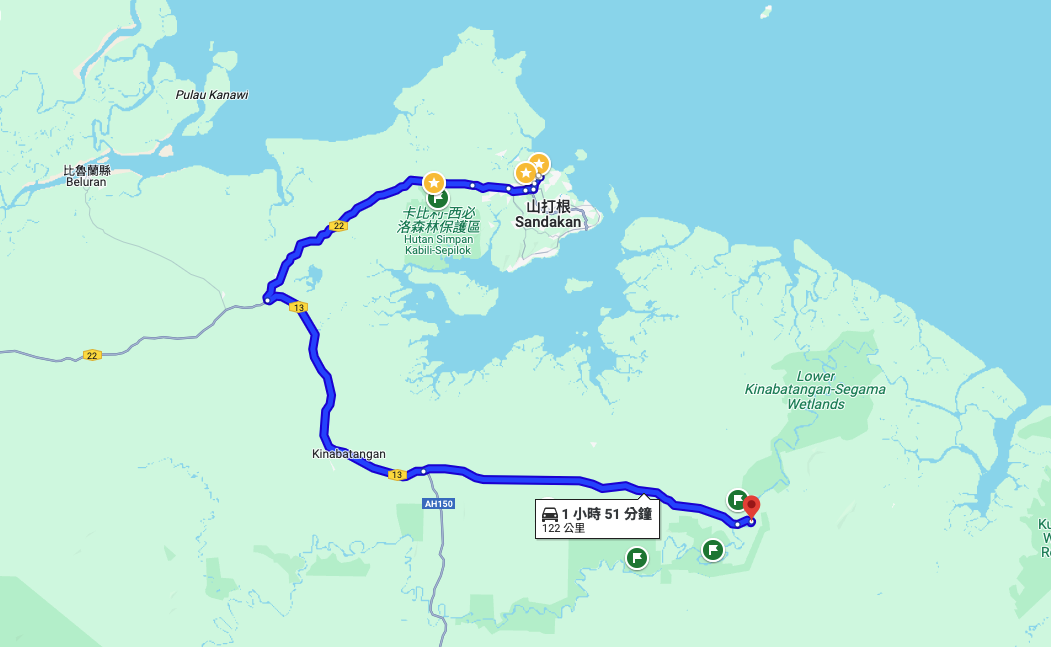 Pulau Kanawi
比魯蘭縣
Beluran
山打根
Sandakan
卡比利-西必
洛森林保護區
Hutan Simpan
Kabili-Sepilok
22
13
22
Lower
Kinabatangan-Segama
Wetlands
Kinabatangan
13
AH150
1 小時 51 分鐘
122 公里
Ku
W
Re